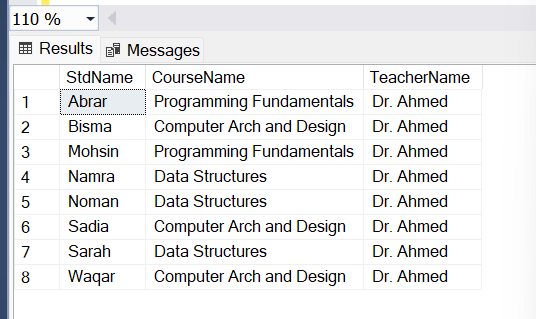 110 %
Results Messages
StdName CourseName TeacherName
1 Abrar Programming Fundamentals Dr. Ahmed
2 Bisma Computer Arch and Design Dr. Ahmed
3 Mohsin Programming Fundamentals Dr. Ahmed
4 Namra Data Structures Dr. Ahmed
5 Noman Data Structures Dr. Ahmed
6 Sadia Computer Arch and Design Dr. Ahmed
7 Sarah Data Structures Dr. Ahmed
8 Waqar Computer Arch and Design Dr. Ahmed